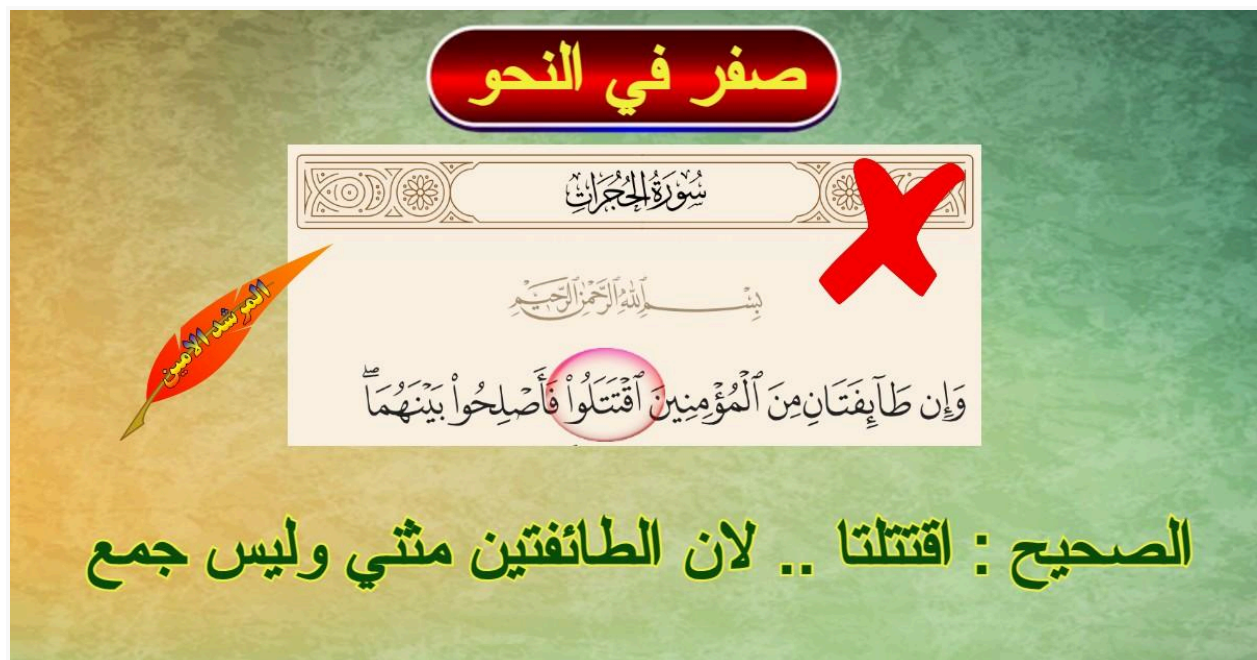 صفر في النحو
سُورَةُ الحُجُرَاتِ
بِسْمِ ٱللَّهِ ٱلرَّحْمَٰنِ ٱلرَّحِيمِ
المرشد الامين
وَإِن طَآئِفَتَانِ مِنَ ٱلْمُؤْمِنِينَ ٱقْتَتَلُوا۟ فَأَصْلِحُوا۟ بَيْنَهُمَا ۖ
الصحيح : اقتتلتا .. لان الطائفتين مثني وليس جمع